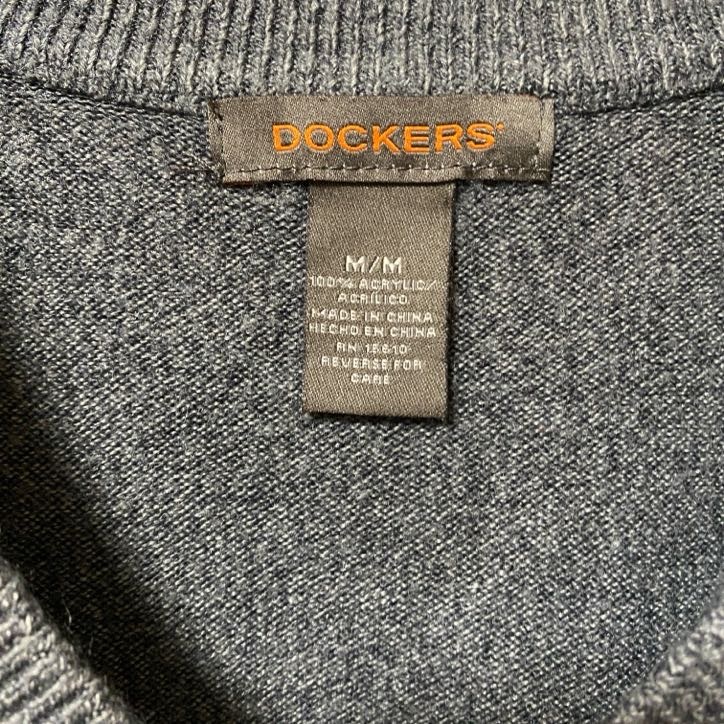 DOCKERS
M/M
100% ACRYLIC/
ACRÍLICO
MADE IN CHINA
HECHO EN CHINA
RN 15610
REVERSE FOR
CARE